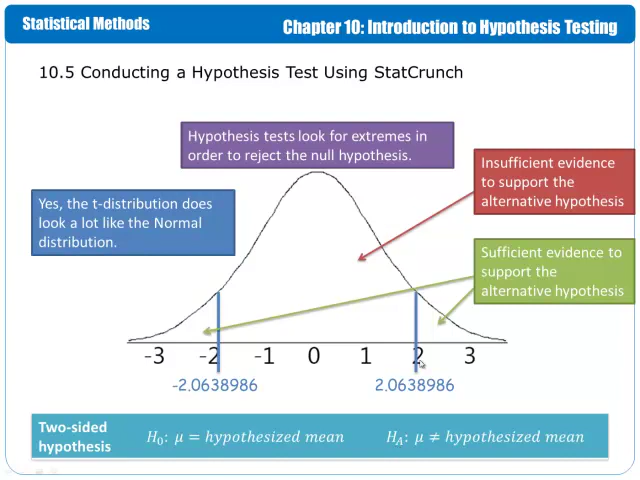 Statistical Methods
Chapter 10: Introduction to Hypothesis Testing
10.5 Conducting a Hypothesis Test Using StatCrunch
Hypothesis tests look for extremes in
order to reject the null hypothesis.
Insufficient evidence
to support the
alternative hypothesis
Yes, the t-distribution does
look a lot like the Normal
distribution.
Sufficient evidence to
support the
alternative hypothesis
-3 -2 -1 0 1 2 3
-2.0638986 2.0638986
Two-sided
hypothesis
H₀: μ = hypothesized mean
H_A: μ ≠ hypothesized mean